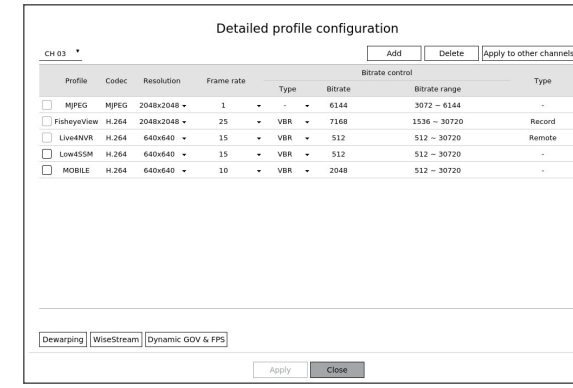 Detailed profile configuration
CH 03
Add Delete Apply to other channels
Profile Codec Resolution Frame rate Bitrate control Type
Type Bitrate Bitrate range
MJPEG MJPEG 2048x2048 1 - 6144 3072 ~ 6144 -
FisheyeView H.264 2048x2048 25 VBR 7168 1536 ~ 30720 Record
Live4NVR H.264 640x640 15 VBR 512 512 ~ 30720 Remote
Low4SSM H.264 640x640 15 VBR 512 512 ~ 30720 -
MOBILE H.264 640x640 10 VBR 2048 512 ~ 30720 -
Dewarping WiseStream Dynamic GOV & FPS
Apply Close